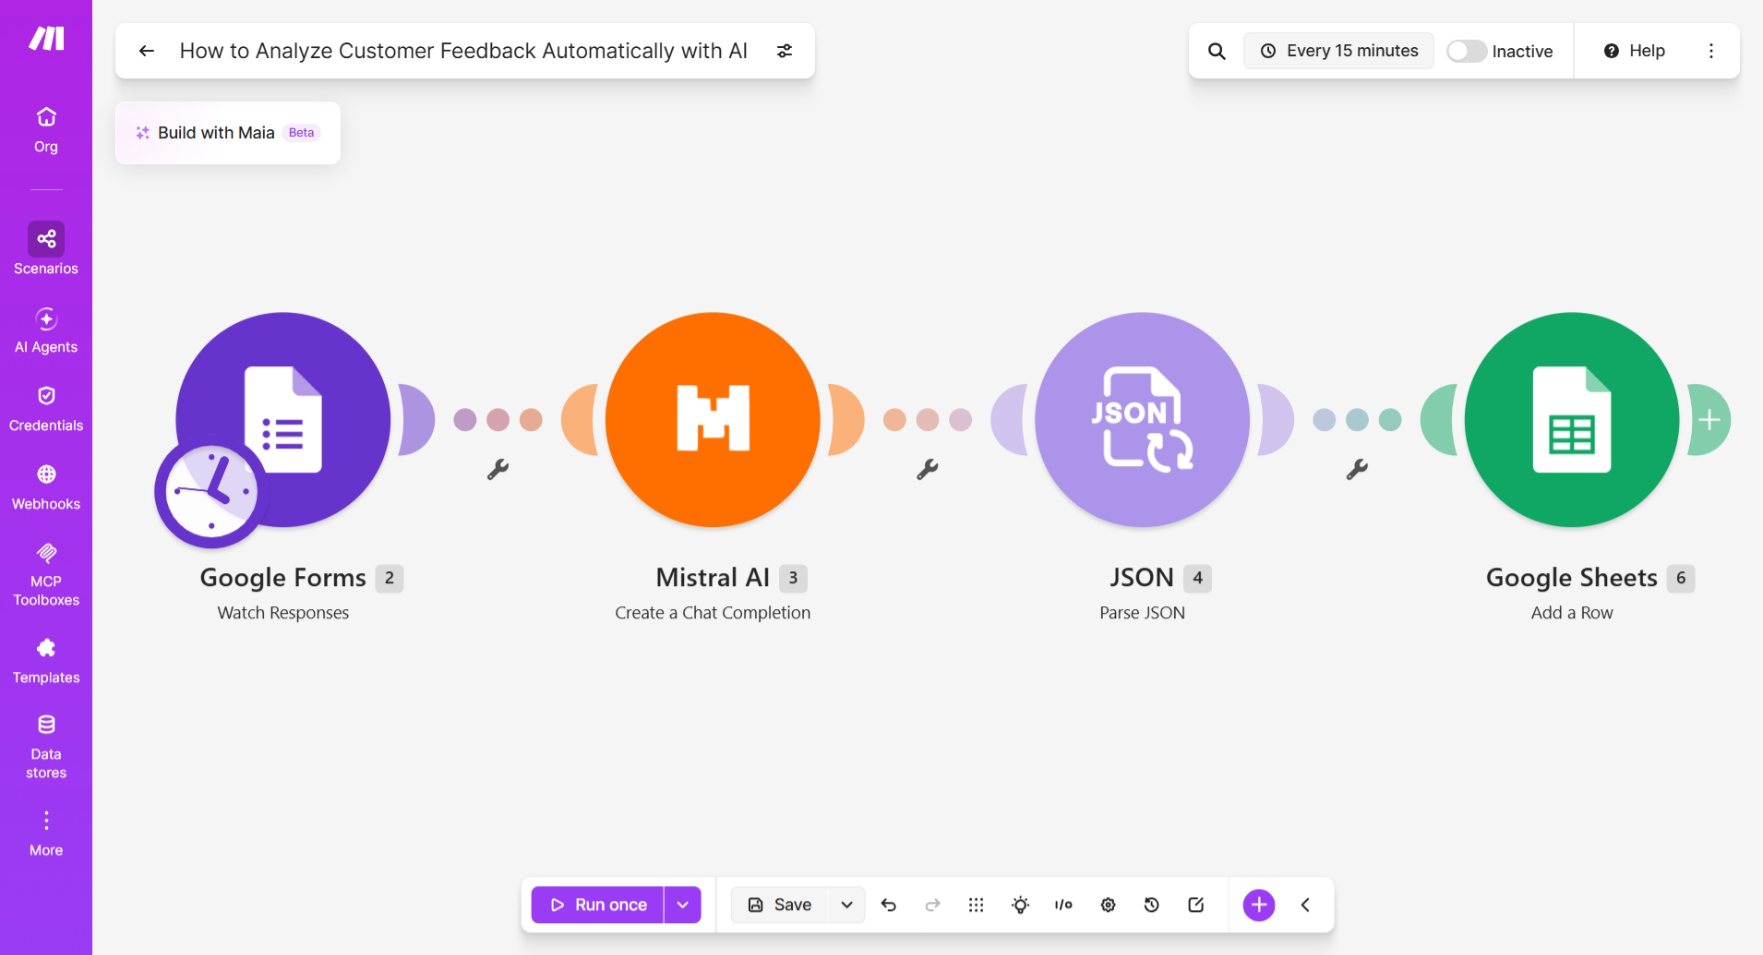 How to Analyze Customer Feedback Automatically with AI
Every 15 minutes
Inactive
Help
Build with Maia Beta
Org
Scenarios
AI Agents
Credentials
Webhooks
MCP
Toolboxes
Templates
Data
stores
More
JSON
Google Forms 2
Watch Responses
Mistral AI 3
Create a Chat Completion
JSON 4
Parse JSON
Google Sheets 6
Add a Row
Run once
Save